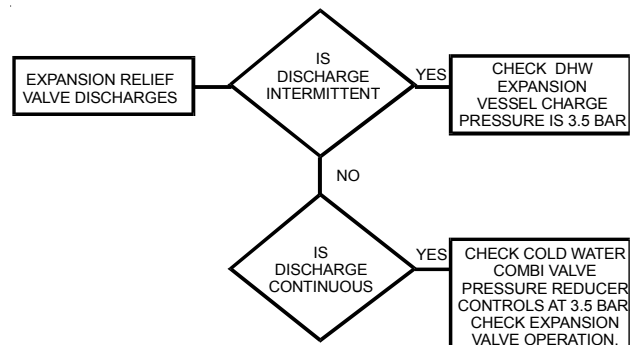 EXPANSION RELIEF
VALVE DISCHARGES
IS
DISCHARGE
INTERMITTENT
YES
CHECK DHW
EXPANSION
VESSEL CHARGE
PRESSURE IS 3.5 BAR
NO
IS
DISCHARGE
CONTINUOUS
YES
CHECK COLD WATER
COMBI VALVE
PRESSURE REDUCER
CONTROLS AT 3.5 BAR
CHECK EXPANSION
VALVE OPERATION.